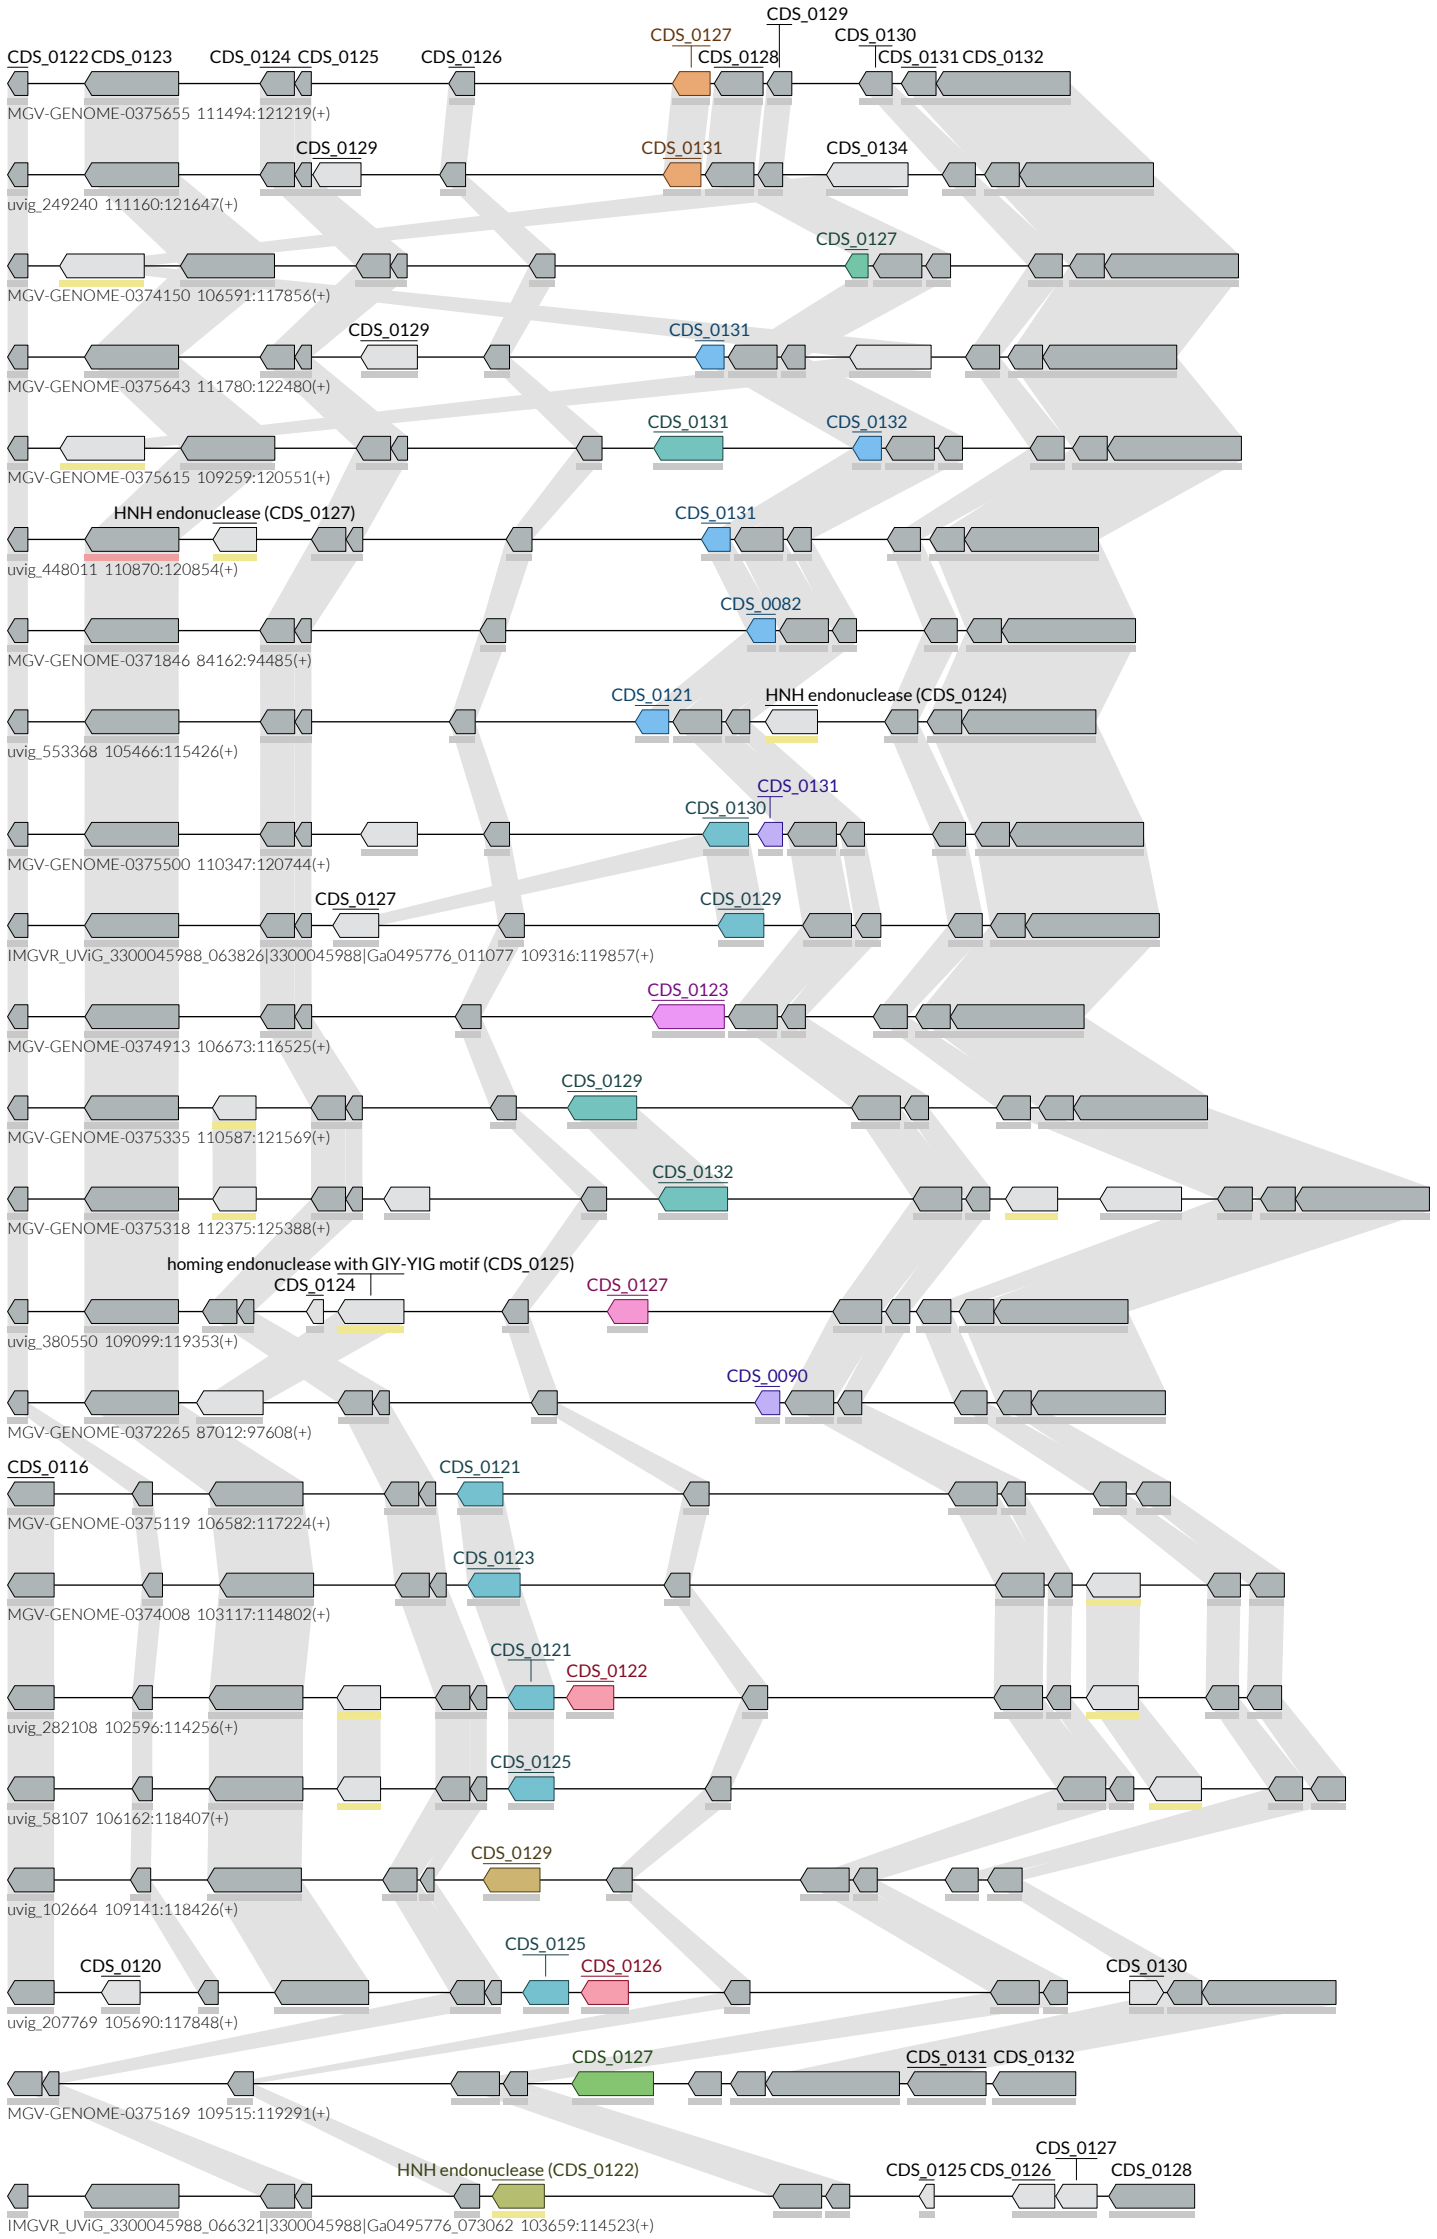 CDS_0129
CDS_0127 CDS_0130
CDS_0122 CDS_0123 CDS_0124 CDS_0125 CDS_0126 CDS_0128 CDS_0131 CDS_0132
MGV-GENOME-0375655 111494:121219(+)
CDS_0129 CDS_0131 CDS_0134
uvig_249240 111160:121647(+)
CDS_0127
MGV-GENOME-0374150 106591:117856(+)
CDS_0129 CDS_0131
MGV-GENOME-0375643 111780:122480(+)
CDS_0131 CDS_0132
MGV-GENOME-0375615 109259:120551(+)
HNH endonuclease (CDS_0127) CDS_0131
uvig_448011 110870:120854(+)
CDS_0082
MGV-GENOME-0371846 84162:94485(+)
CDS_0121 HNH endonuclease (CDS_0124)
uvig_553368 105466:115426(+)
CDS_0131
CDS_0130
MGV-GENOME-0375500 110347:120744(+)
CDS_0127 CDS_0129
IMGVR_UViG_3300045988_063826|3300045988|Ga0495776_011077 109316:119857(+)
CDS_0123
MGV-GENOME-0374913 106673:116525(+)
CDS_0129
MGV-GENOME-0375335 110587:121569(+)
CDS_0132
MGV-GENOME-0375318 112375:125388(+)
homing endonuclease with GIY-YIG motif (CDS_0125)
CDS_0124 CDS_0127
uvig_380550 109099:119353(+)
CDS_0090
MGV-GENOME-0372265 87012:97608(+)
CDS_0116 CDS_0121
MGV-GENOME-0375119 106582:117224(+)
CDS_0123
MGV-GENOME-0374008 103117:114802(+)
CDS_0121
CDS_0122
uvig_282108 102596:114256(+)
CDS_0125
uvig_58107 106162:118407(+)
CDS_0129
uvig_102664 109141:118426(+)
CDS_0125
CDS_0120 CDS_0126 CDS_0130
uvig_207769 105690:117848(+)
CDS_0127 CDS_0131 CDS_0132
MGV-GENOME-0375169 109515:119291(+)
CDS_0127
HNH endonuclease (CDS_0122) CDS_0125 CDS_0126 CDS_0128
IMGVR_UViG_3300045988_066321|3300045988|Ga0495776_073062 103659:114523(+)